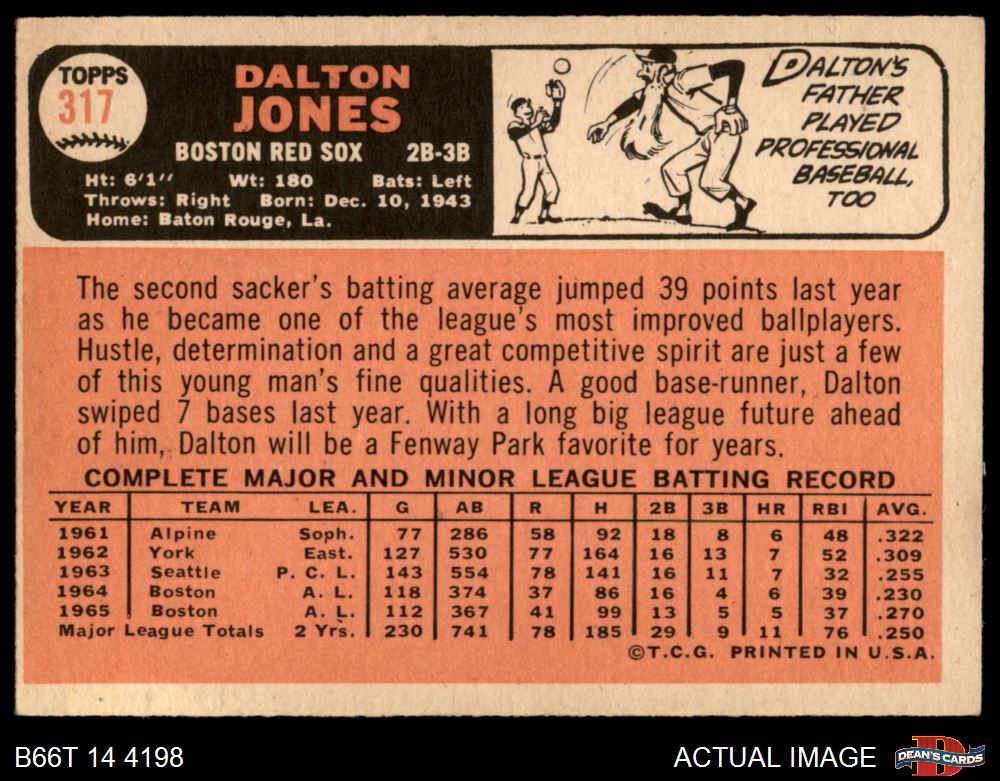 TOPPS
317
DALTON
JONES
BOSTON RED SOX 2B-3B
Ht: 6'1" Wt: 180 Bats: Left
Throws: Right Born: Dec. 10, 1943
Home: Baton Rouge, La.
DALTON'S
FATHER
PLAYED
PROFESSIONAL
BASEBALL,
TOO
The second sacker's batting average jumped 39 points last year
as he became one of the league's most improved ballplayers.
Hustle, determination and a great competitive spirit are just a few
of this young man's fine qualities. A good base-runner, Dalton
swiped 7 bases last year. With a long big league future ahead
of him, Dalton will be a Fenway Park favorite for years.
COMPLETE MAJOR AND MINOR LEAGUE BATTING RECORD
YEAR TEAM LEA. G AB R H 2B 3B HR RBI AVG.
1961 Alpine Soph. 77 286 58 92 18 8 6 48 .322
1962 York East. 127 530 77 164 16 13 7 52 .309
1963 Seattle P. C. L. 143 554 78 141 16 11 7 32 .255
1964 Boston A. L. 118 374 37 86 16 4 6 39 .230
1965 Boston A. L. 112 367 41 99 13 5 5 37 .270
Major League Totals 2 Yrs. 230 741 78 185 29 9 11 76 .250
©T.C.G. PRINTED IN U.S.A.
B66T 14 4198 ACTUAL IMAGE DEAN'S CARDS